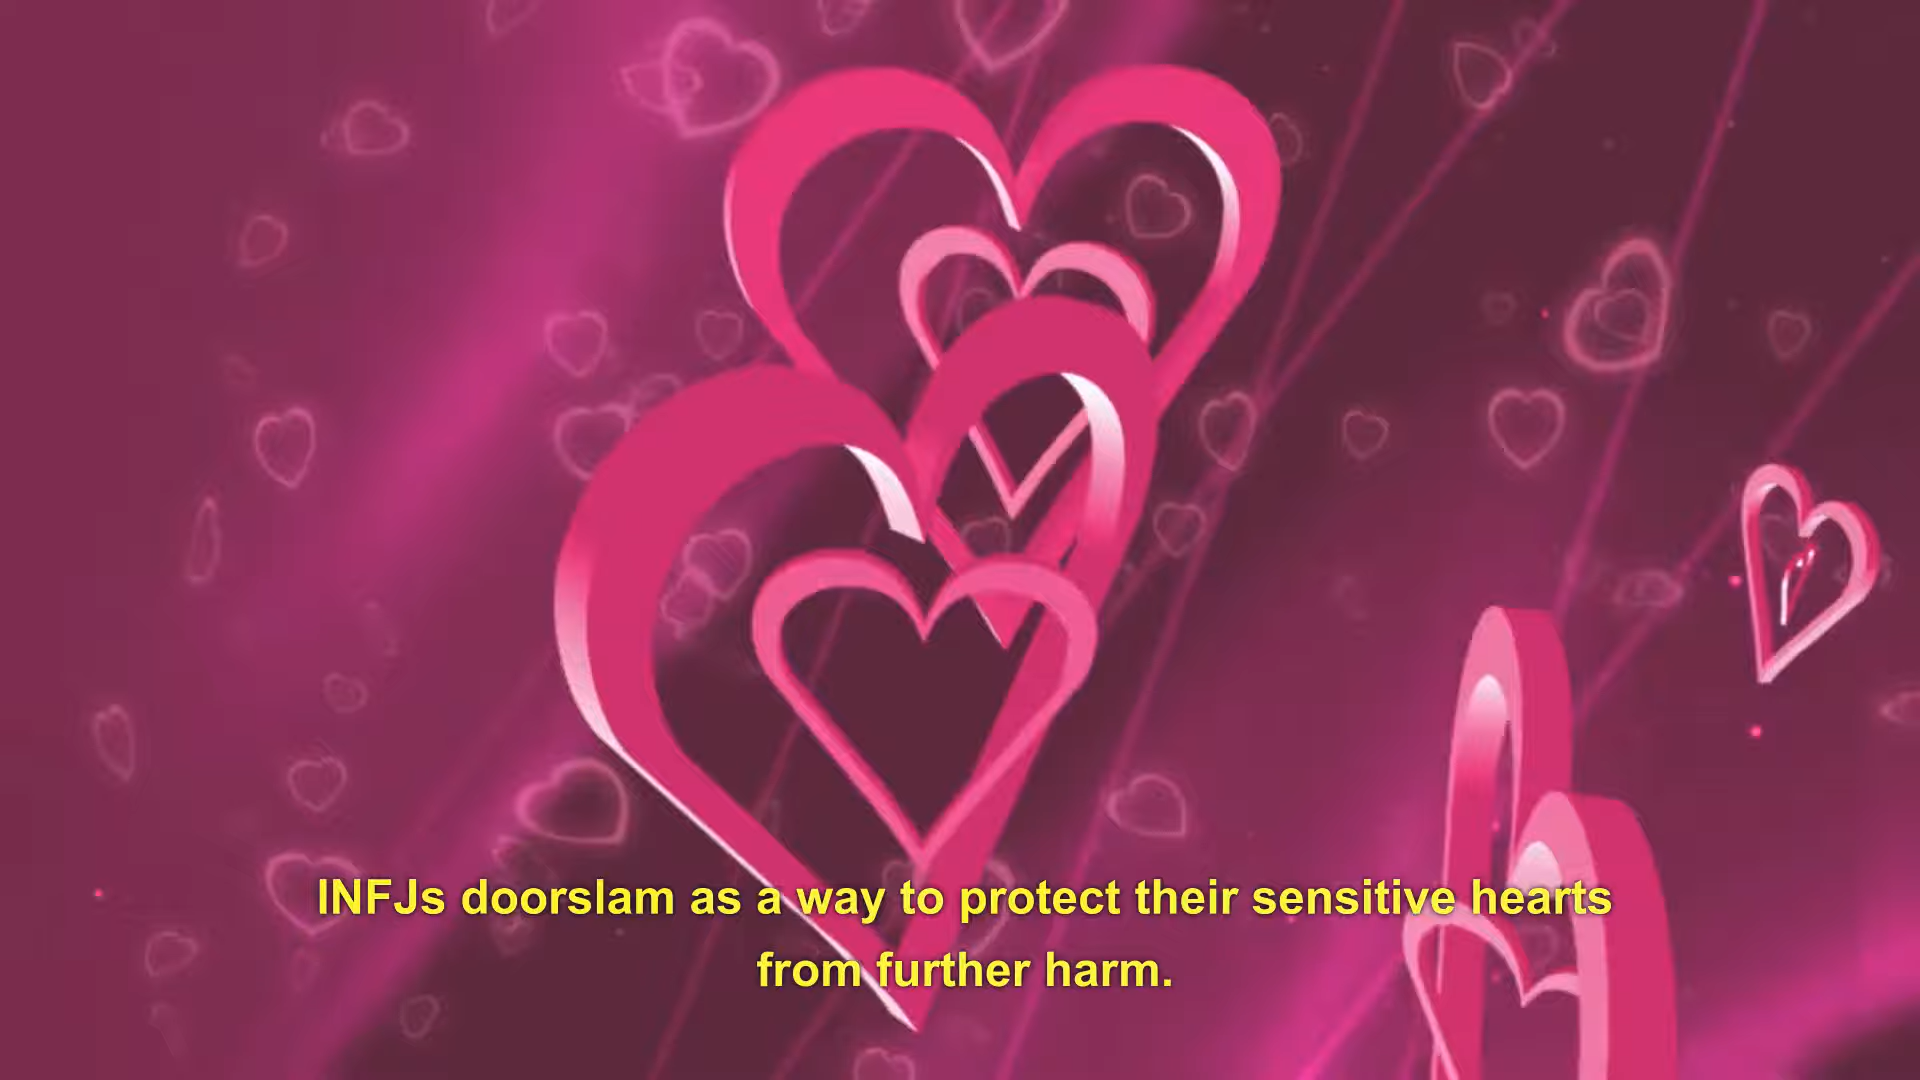 INFJs doorslam as a way to protect their sensitive hearts
from further harm.